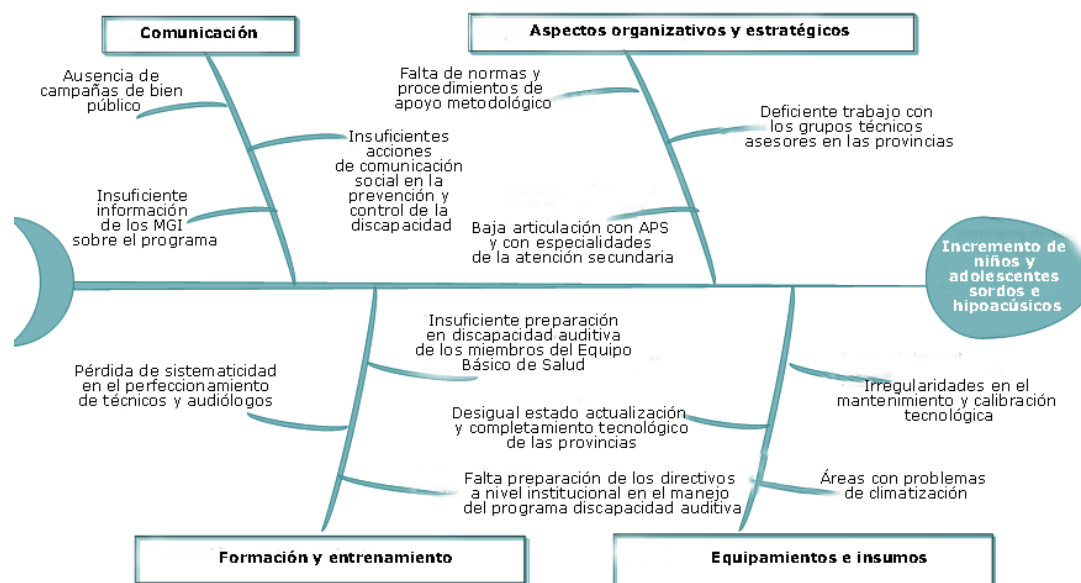 Comunicación
Aspectos organizativos y estratégicos
Ausencia de
campañas de bien
público
Insuficientes
acciones
de comunicación
social en la
prevención y
control de la
discapacidad
Insuficiente
información
de los MGI
sobre el programa
Falta de normas y
procedimientos de
apoyo metodológico
Deficiente trabajo con
los grupos técnicos
asesores en las provincias
Baja articulación con APS
y con especialidades
de la atención secundaria
Incremento de
niños y
adolescentes
sordos e
hipoacúsicos
Insuficiente preparación
en discapacidad auditiva
de los miembros del Equipo
Básico de Salud
Pérdida de sistematicidad
en el perfeccionamiento
de técnicos y audiólogos
Falta preparación de los directivos
a nivel institucional en el manejo
del programa discapacidad auditiva
Desigual estado actualización
y completamiento tecnológico
de las provincias
Irregularidades en el
mantenimiento y calibración
tecnológica
Áreas con problemas
de climatización
Formación y entrenamiento
Equipamientos e insumos